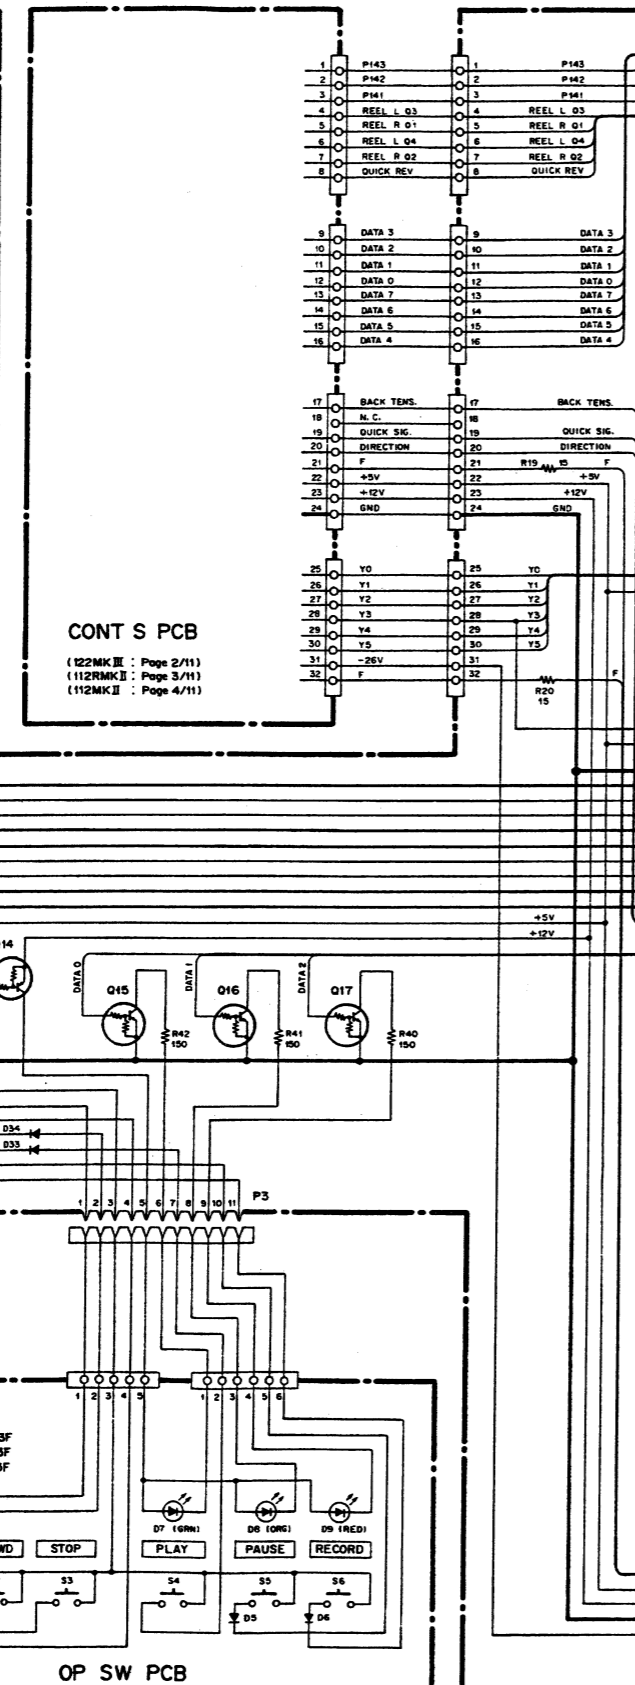 1 P143 1 P143
2 P142 2 P142
3 P141 3 P141
4 REEL L Q3 4 REEL L Q3
5 REEL R Q1 5 REEL R Q1
6 REEL L Q4 6 REEL L Q4
7 REEL R Q2 7 REEL R Q2
8 QUICK REV 8 QUICK REV
9 DATA 3 9 DATA 3
10 DATA 2 10 DATA 2
11 DATA 1 11 DATA 1
12 DATA 0 12 DATA 0
13 DATA 7 13 DATA 7
14 DATA 6 14 DATA 6
15 DATA 5 15 DATA 5
16 DATA 4 16 DATA 4
17 BACK TENS. 17 BACK TENS.
18 N. C. 18
19 QUICK SIG. 19 QUICK SIG.
20 DIRECTION 20 DIRECTION
21 F 21 R19 15 F
22 +5V 22 +5V
23 +12V 23 +12V
24 GND 24 GND
25 Y0 25 Y0
26 Y1 26 Y1
27 Y2 27 Y2
28 Y3 28 Y3
29 Y4 29 Y4
30 Y5 30 Y5
31 -26V 31
32 F 32 F
R20
15
CONT S PCB
(122MKIII : Page 2/11)
(112RMKII : Page 3/11)
(112MKII : Page 4/11)
+5V
+12V
14
DATA 0 DATA 1 DATA 2
Q15 Q16 Q17
R42 R41 R40
150 150 150
D34
D33
1 2 3 4 5 6 7 8 9 10 11 P3
1 2 3 4 5 1 2 3 4 5 6
3F
F
F
D7 (GRN) D8 (ORG) D9 (RED)
WD STOP PLAY PAUSE RECORD
S3 S4 S5 S6
D5 D6
OP SW PCB